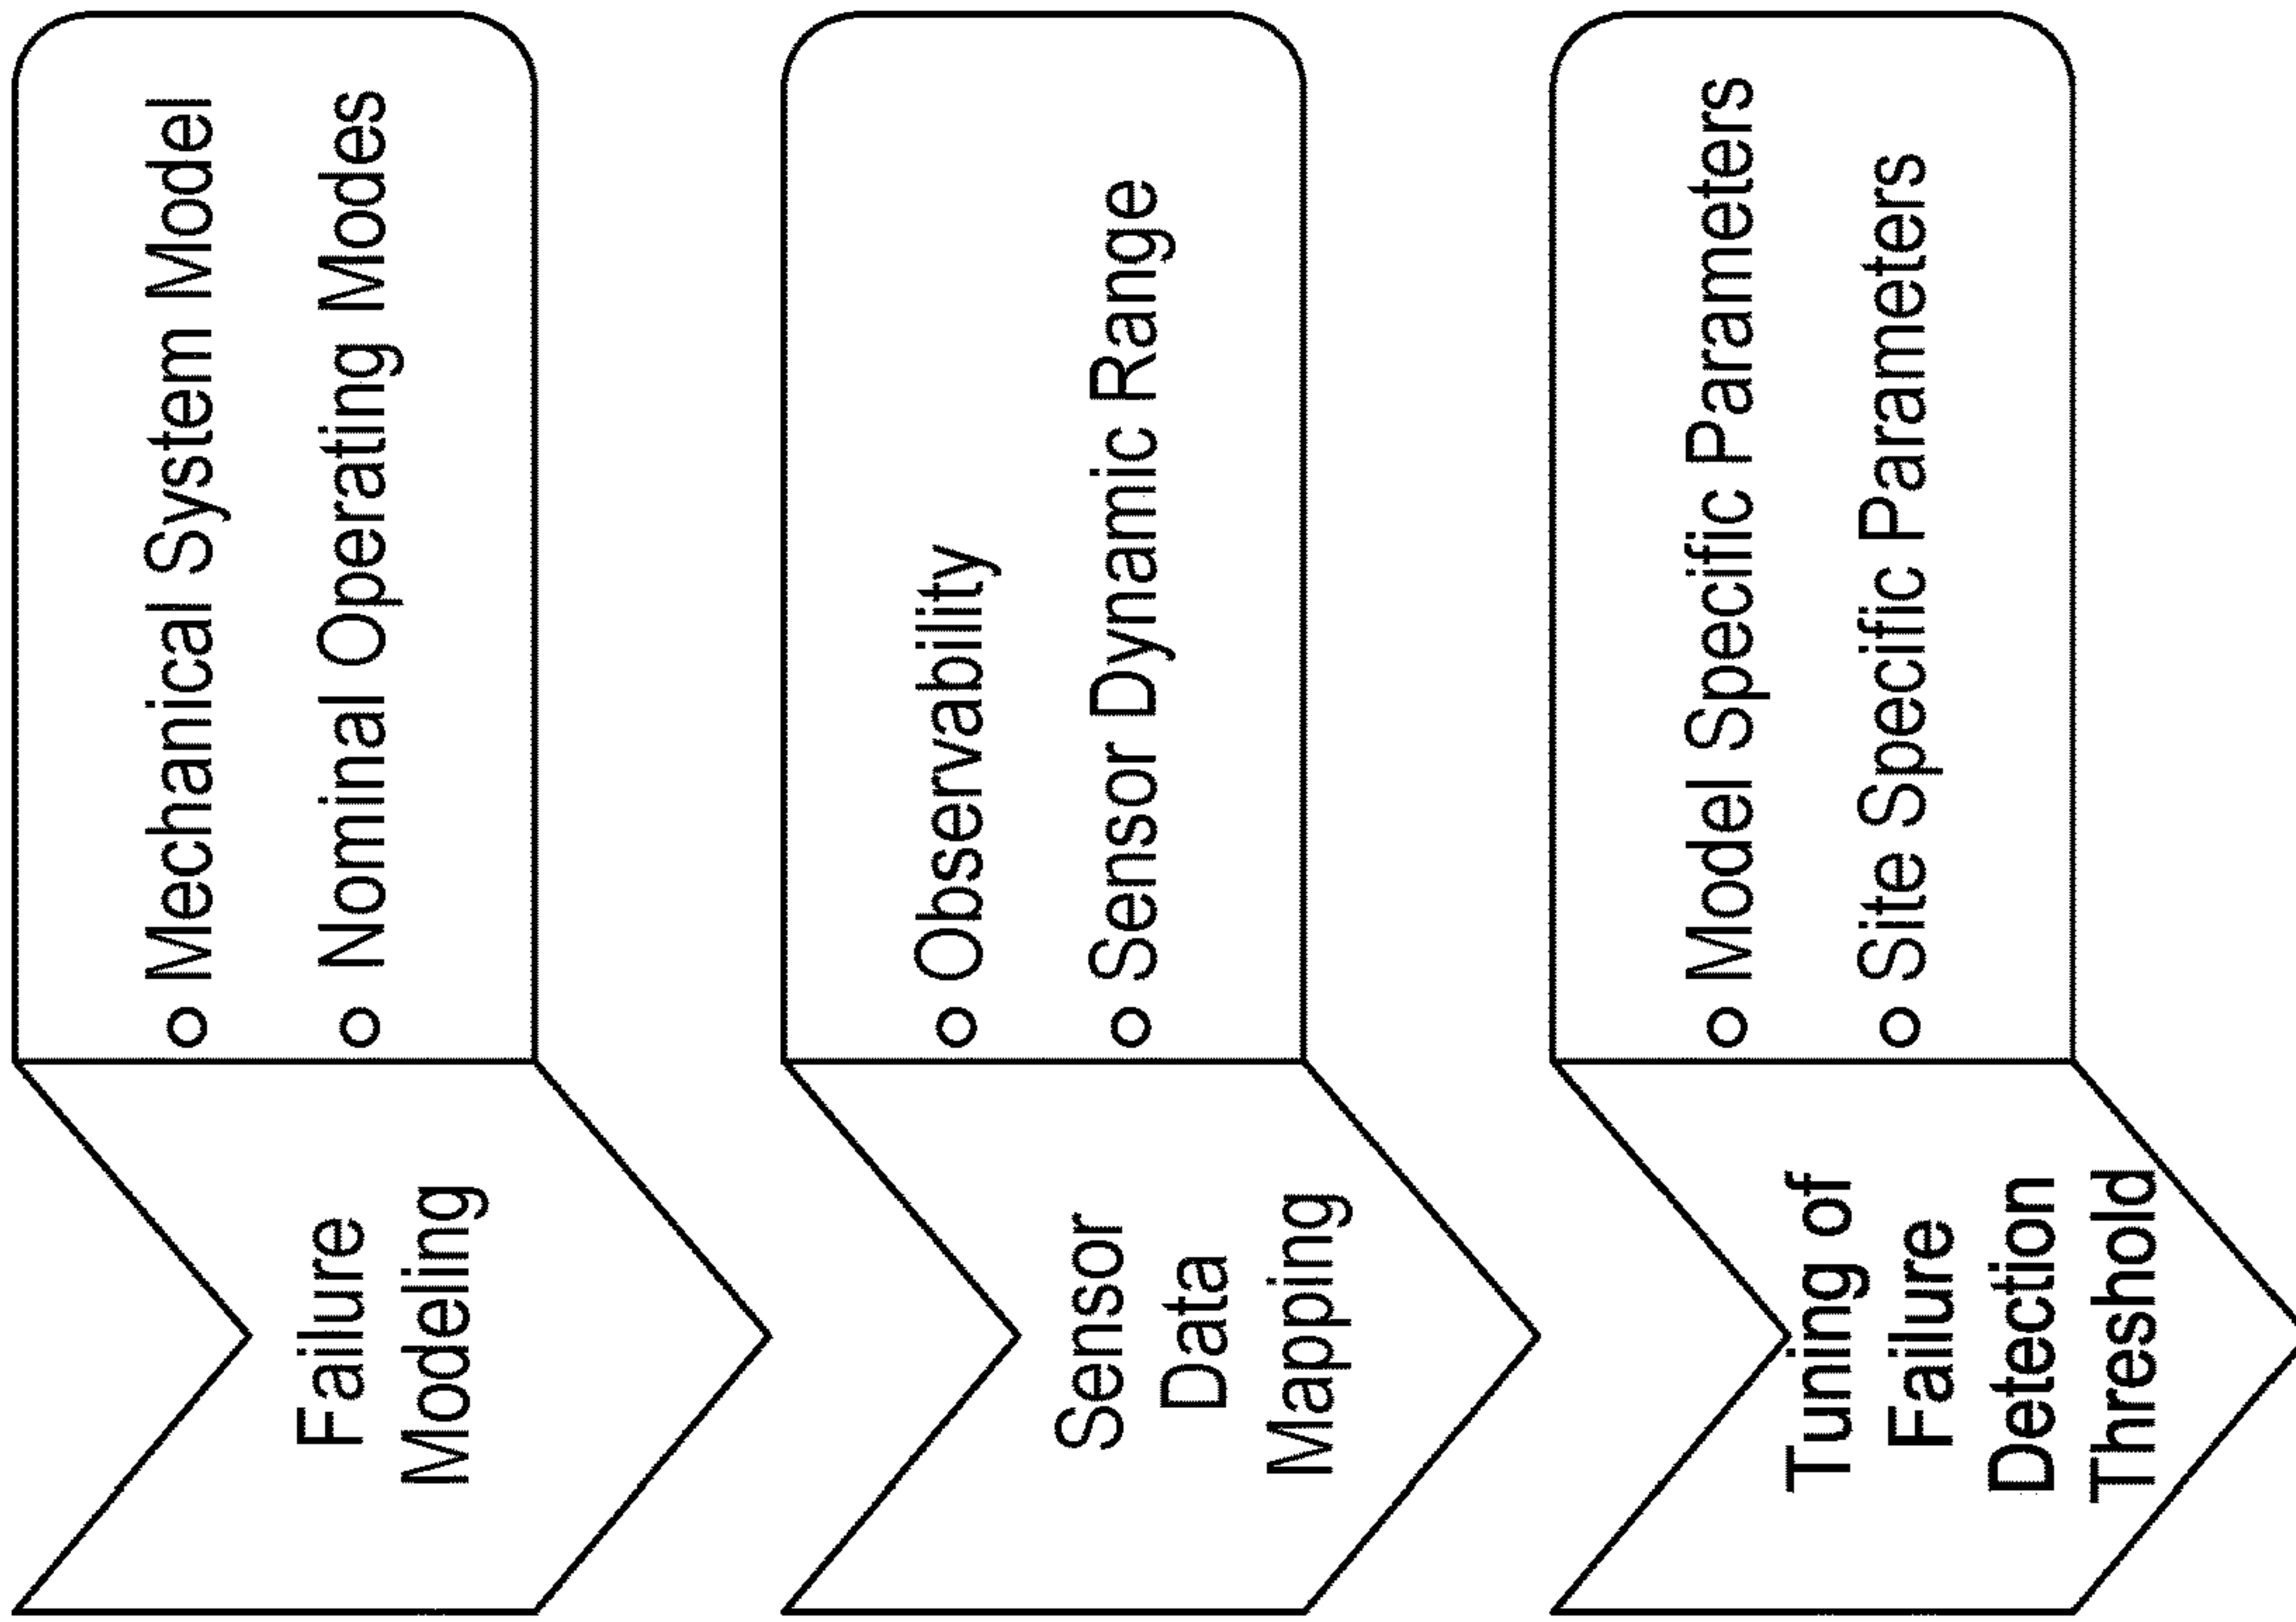 Failure
Modeling
○ Mechanical System Model
○ Nominal Operating Modes
Sensor
Data
Mapping
○ Observability
○ Sensor Dynamic Range
Tuning of
Failure
Detection
Threshold
○ Model Specific Parameters
○ Site Specific Parameters